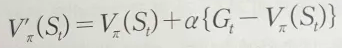 V'_π(S_t) = V_π(S_t) + α{G_t − V_π(S_t)}